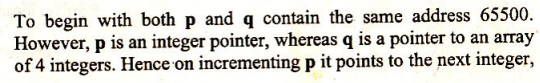 To begin with both p and q contain the same address 65500.
However, p is an integer pointer, whereas q is a pointer to an array
of 4 integers. Hence on incrementing p it points to the next integer,